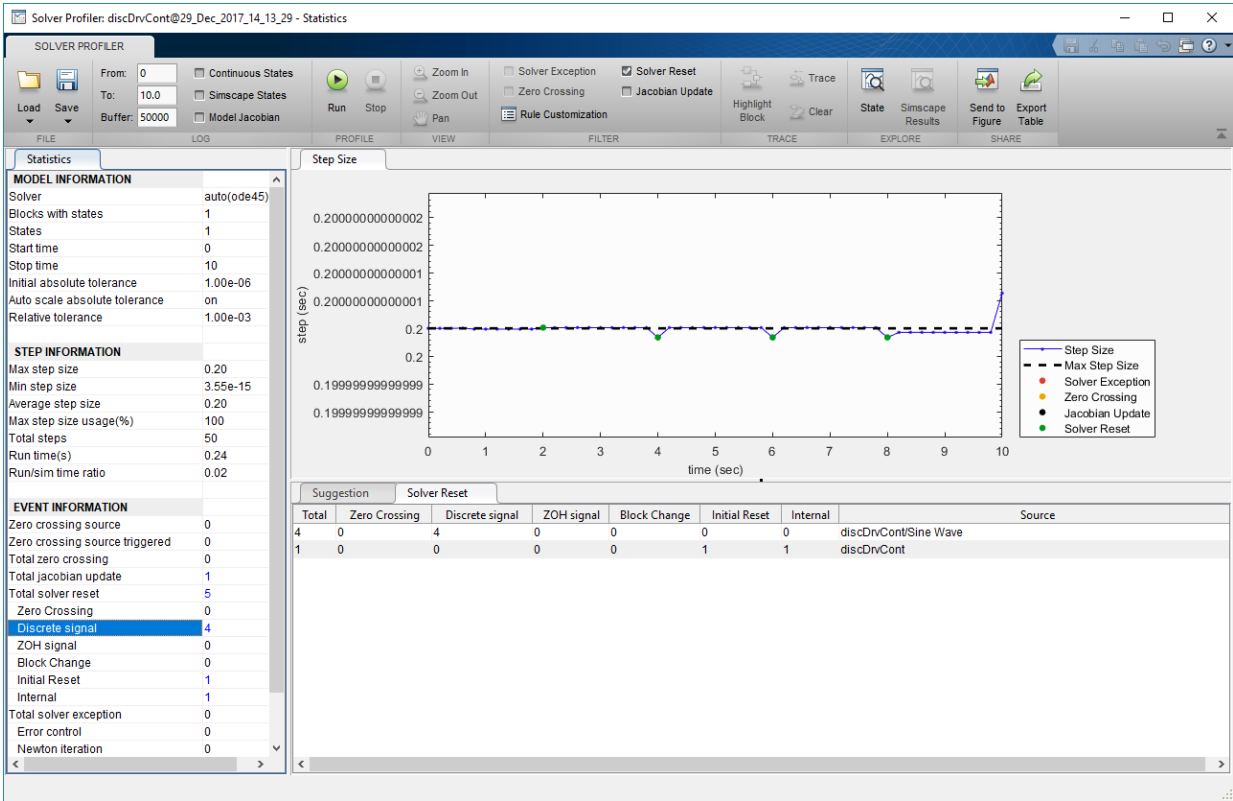 Solver Profiler: discDrvCont@29_Dec_2017_14_13_29 - Statistics
SOLVER PROFILER
Load
Save
From: 0
To: 10.0
Buffer: 50000
Continuous States
Simscape States
Model Jacobian
Run
Stop
Zoom In
Zoom Out
Pan
Solver Exception
Zero Crossing
Rule Customization
Solver Reset
Jacobian Update
Highlight Block
Trace
Clear
State
Simscape Results
Send to Figure
Export Table
FILE LOG PROFILE VIEW FILTER TRACE EXPLORE SHARE
Statistics
MODEL INFORMATION
Solver auto(ode45)
Blocks with states 1
States 1
Start time 0
Stop time 10
Initial absolute tolerance 1.00e-06
Auto scale absolute tolerance on
Relative tolerance 1.00e-03
STEP INFORMATION
Max step size 0.20
Min step size 3.55e-15
Average step size 0.20
Max step size usage(%) 100
Total steps 50
Run time(s) 0.24
Run/sim time ratio 0.02
EVENT INFORMATION
Zero crossing source 0
Zero crossing source triggered 0
Total zero crossing 0
Total jacobian update 1
Total solver reset 5
Zero Crossing 0
Discrete signal 4
ZOH signal 0
Block Change 0
Initial Reset 1
Internal 1
Total solver exception 0
Error control 0
Newton iteration 0
Step Size
step (sec)
0.20000000000002
0.20000000000002
0.20000000000001
0.20000000000001
0.2
0.2
0.19999999999999
0.19999999999999
0 1 2 3 4 5 6 7 8 9 10
time (sec)
Step Size
Max Step Size
Solver Exception
Zero Crossing
Jacobian Update
Solver Reset
Suggestion
Solver Reset
Total Zero Crossing Discrete signal ZOH signal Block Change Initial Reset Internal Source
4 0 4 0 0 0 0 discDrvCont/Sine Wave
1 0 0 0 0 1 1 discDrvCont